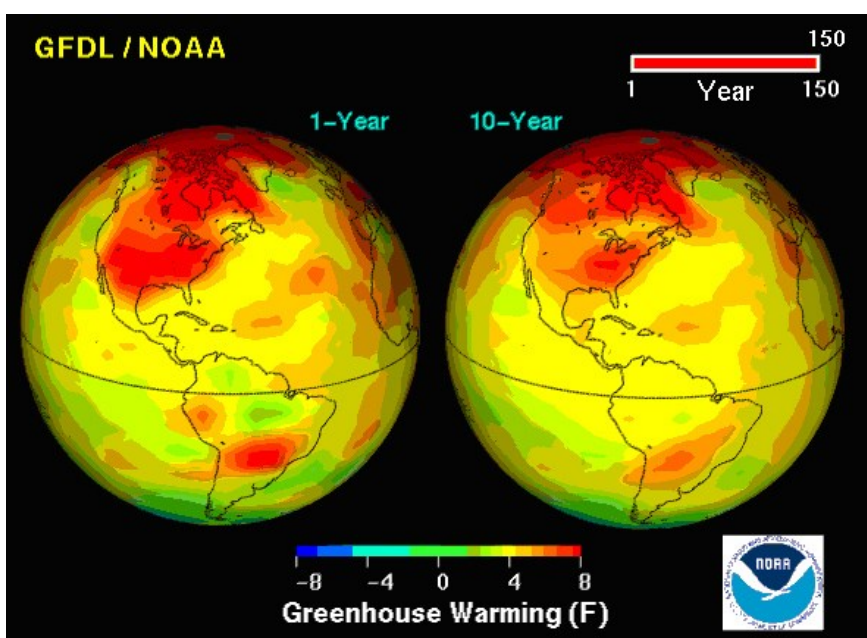 GFDL / NOAA
150
1 Year 150
1-Year 10-Year
-8 -4 0 4 8
Greenhouse Warming (F)
NOAA